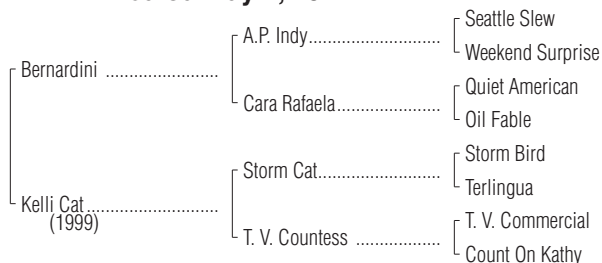 Seattle Slew
A.P. Indy
Weekend Surprise
Bernardini
Quiet American
Cara Rafaela
Oil Fable
Storm Bird
Storm Cat
Terlingua
Kelli Cat
(1999)
T. V. Commercial
T. V. Countess
Count On Kathy